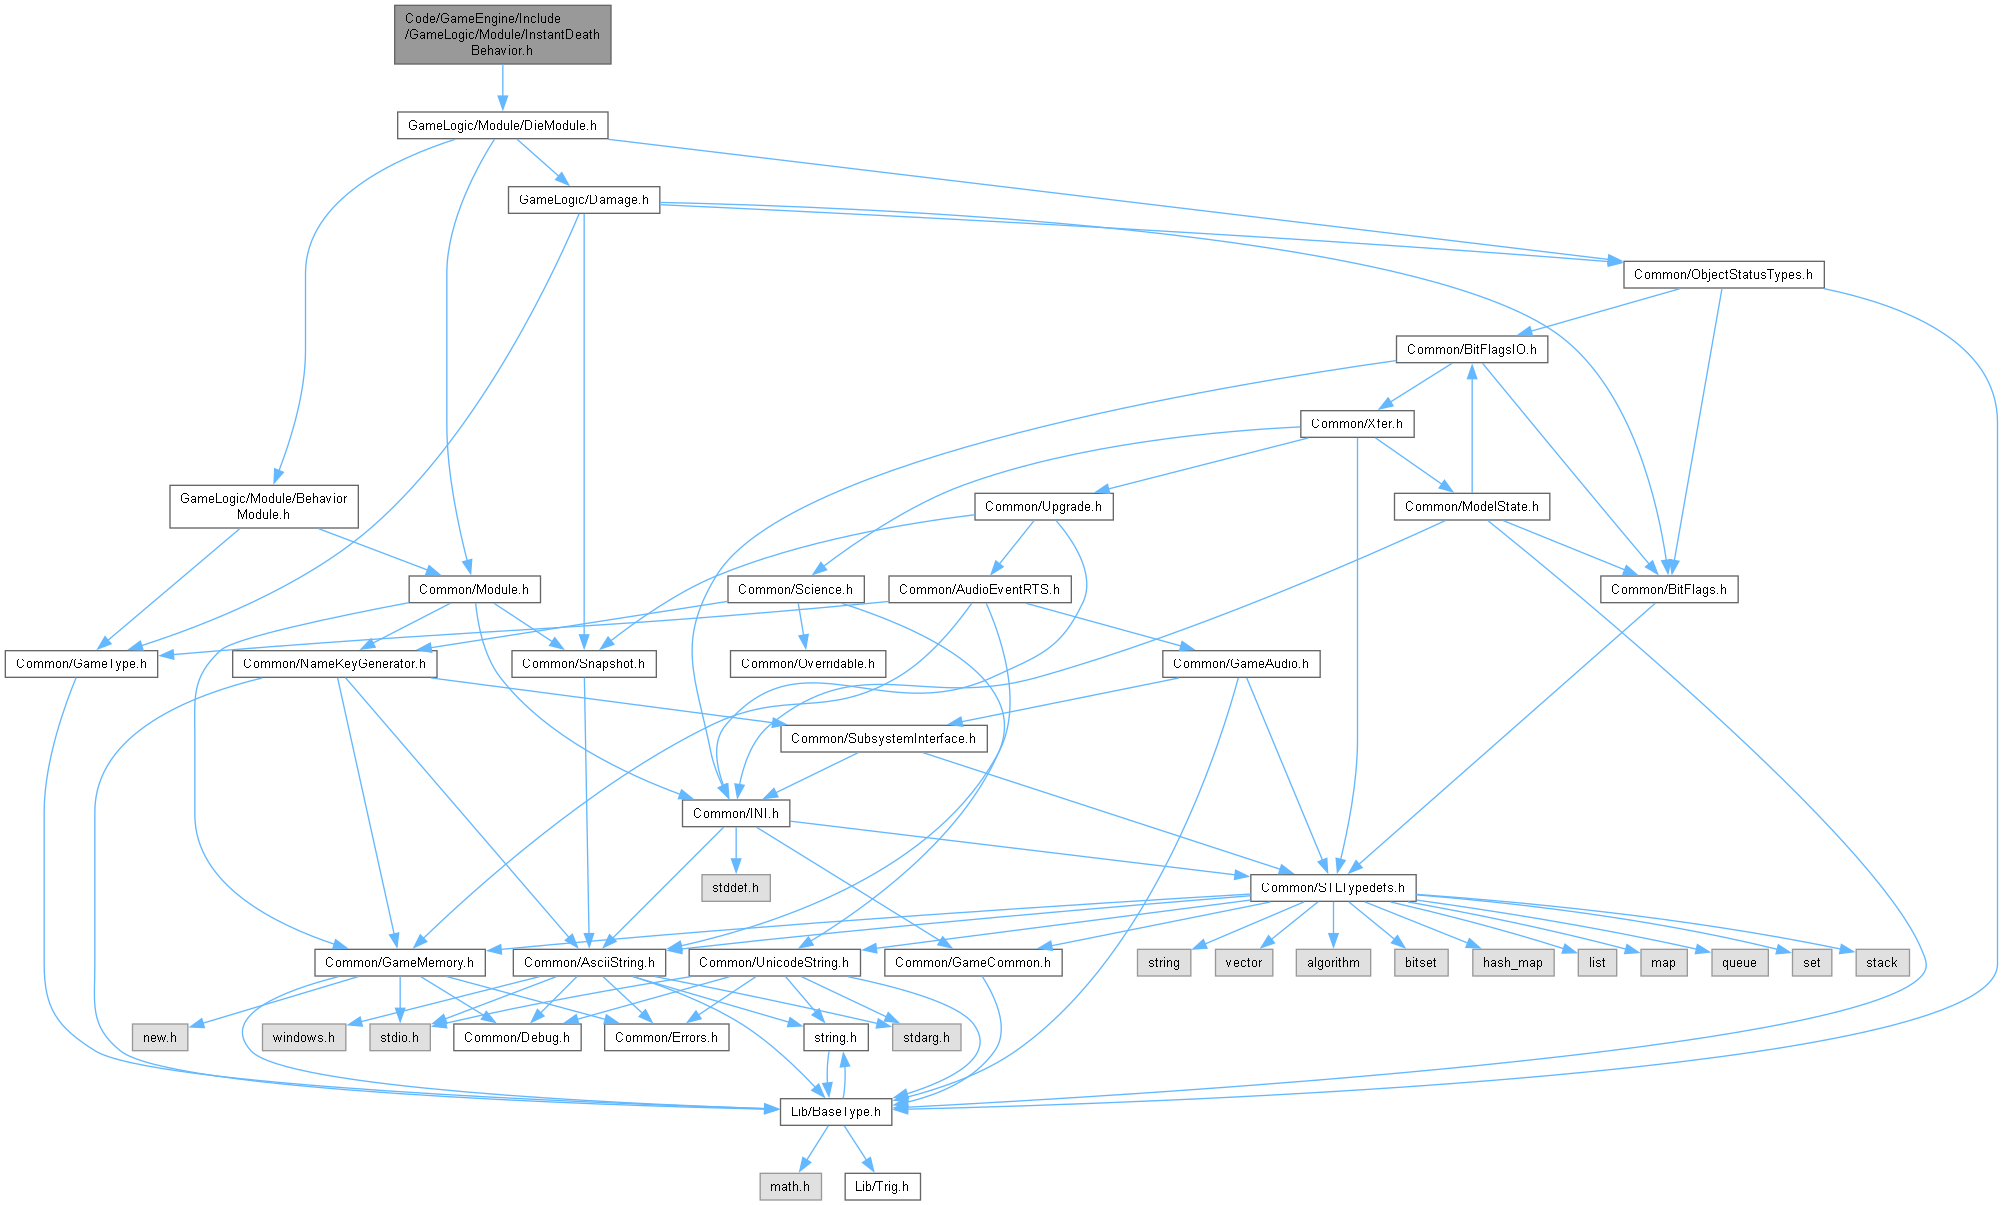 Code/GameEngine/Include
/GameLogic/Module/InstantDeath
Behavior.h
GameLogic/Module/DieModule.h
GameLogic/Damage.h
Common/ObjectStatusTypes.h
Common/BitFlagsIO.h
Common/Xfer.h
GameLogic/Module/Behavior
Module.h
Common/Upgrade.h
Common/ModelState.h
Common/Module.h
Common/Science.h
Common/AudioEventRTS.h
Common/BitFlags.h
Common/GameType.h
Common/NameKeyGenerator.h
Common/Snapshot.h
Common/Overridable.h
Common/GameAudio.h
Common/SubsystemInterface.h
Common/INI.h
stddef.h
Common/STLTypedefs.h
Common/GameMemory.h
Common/AsciiString.h
Common/UnicodeString.h
Common/GameCommon.h
string
vector
algorithm
bitset
hash_map
list
map
queue
set
stack
new.h
windows.h
stdio.h
Common/Debug.h
Common/Errors.h
string.h
stdarg.h
Lib/BaseType.h
math.h
Lib/Trig.h